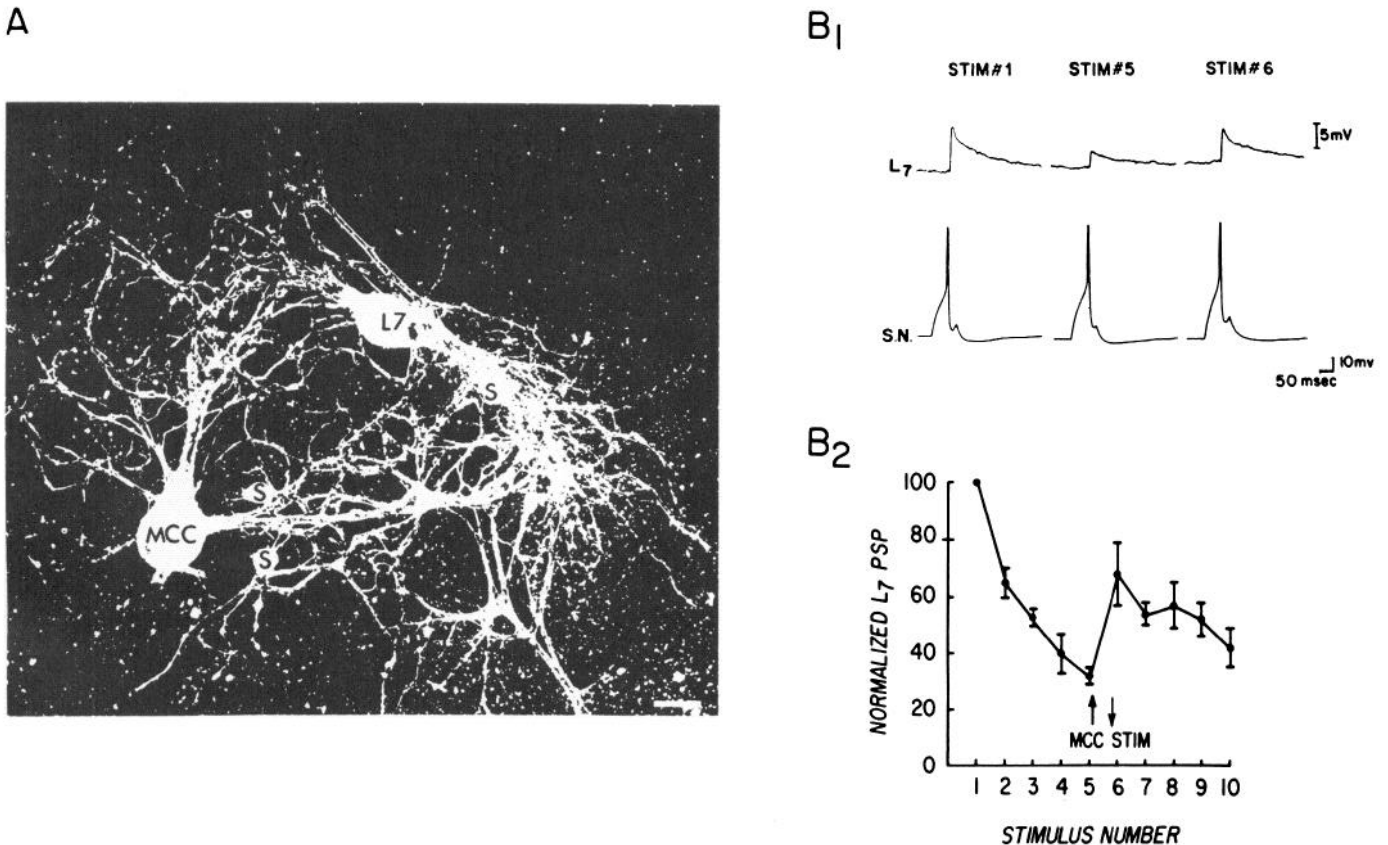 A
L7
S
S
MCC
S
B1
STIM#1 STIM#5 STIM#6
5mV
L7
S.N.
10mv
50 msec
B2
NORMALIZED L7 PSP
100
80
60
40
20
0
MCC STIM
1 2 3 4 5 6 7 8 9 10
STIMULUS NUMBER